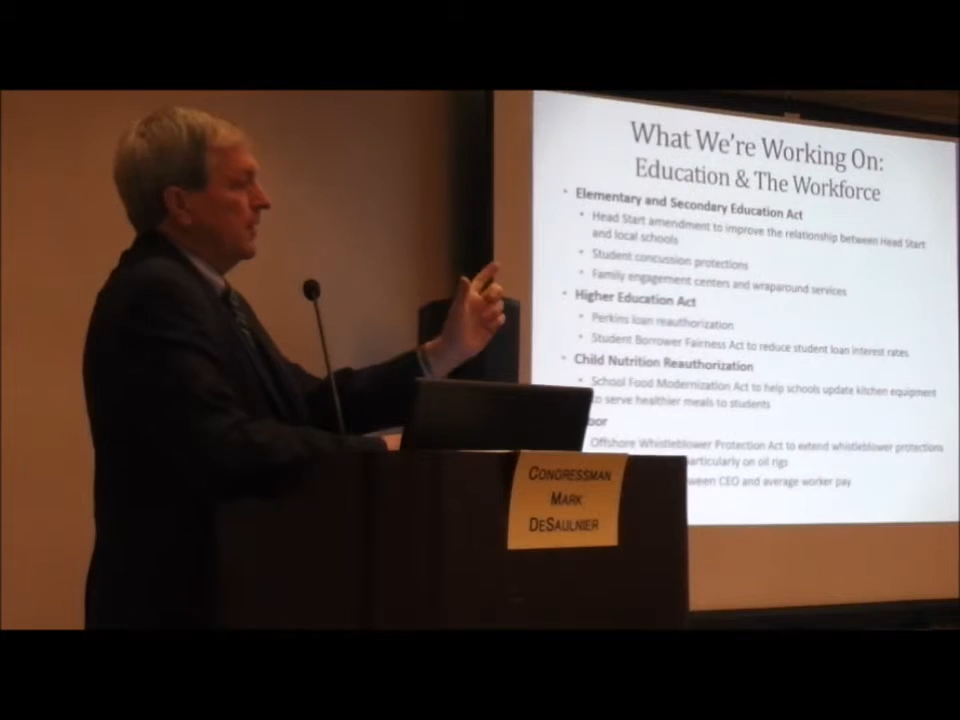 What We're Working On:
Education & The Workforce
• Elementary and Secondary Education Act
• Head Start amendment to improve the relationship between Head Start
and local schools
• Student concussion protections
• Family engagement centers and wraparound services
• Higher Education Act
• Perkins loan reauthorization
• Student Borrower Fairness Act to reduce student loan interest rates
• Child Nutrition Reauthorization
• School Food Modernization Act to help schools update kitchen equipment
to serve healthier meals to students
Offshore Whistleblower Protection Act to extend whistleblower protections
particularly on oil rigs
CEO and average worker pay
CONGRESSMAN
MARK
DESAULNIER